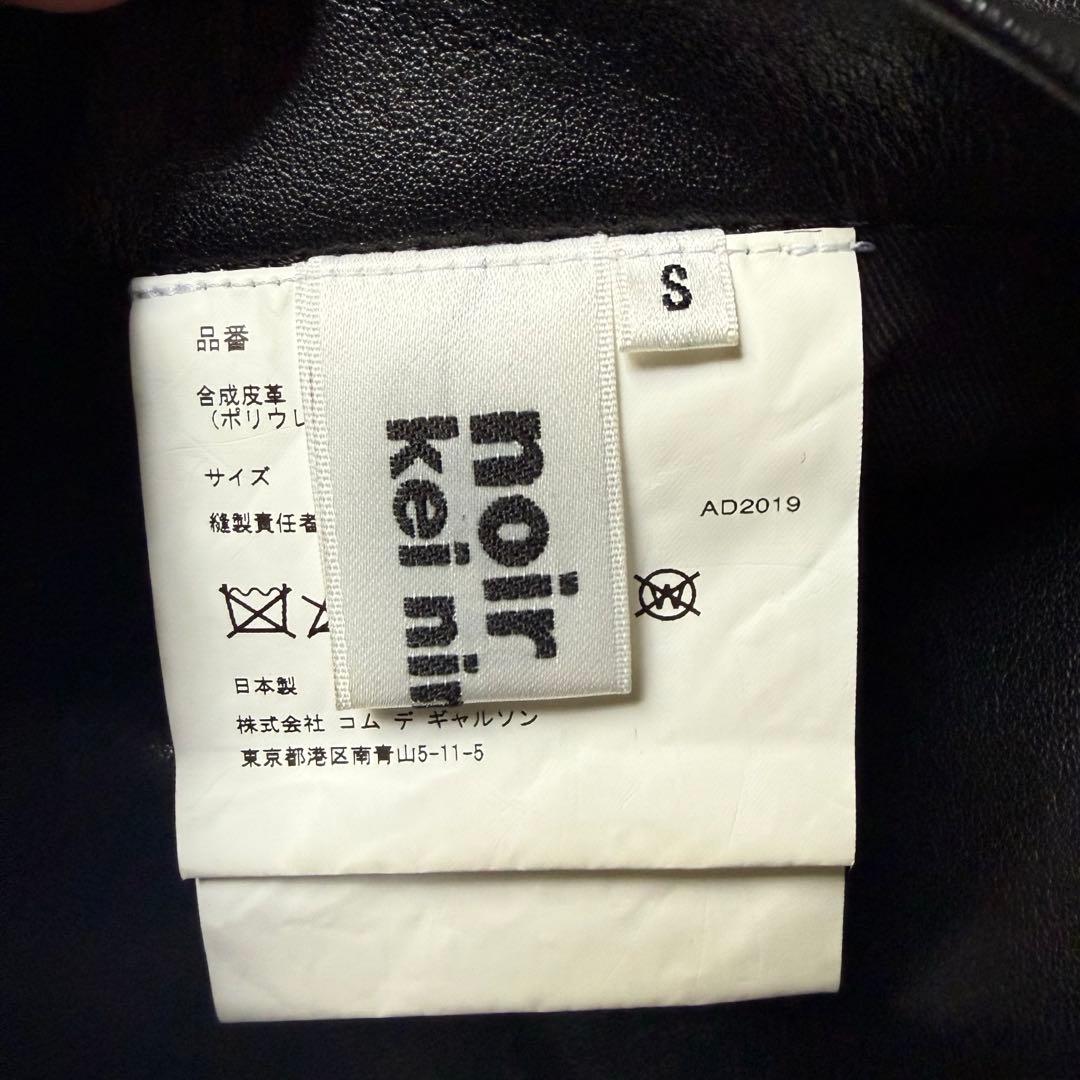 S
品番
合成皮革
（ポリウレ
サイズ
縫製責任者
noir
kei nin
AD2019
日本製
株式会社 コム デ ギャルソン
東京都港区南青山5-11-5